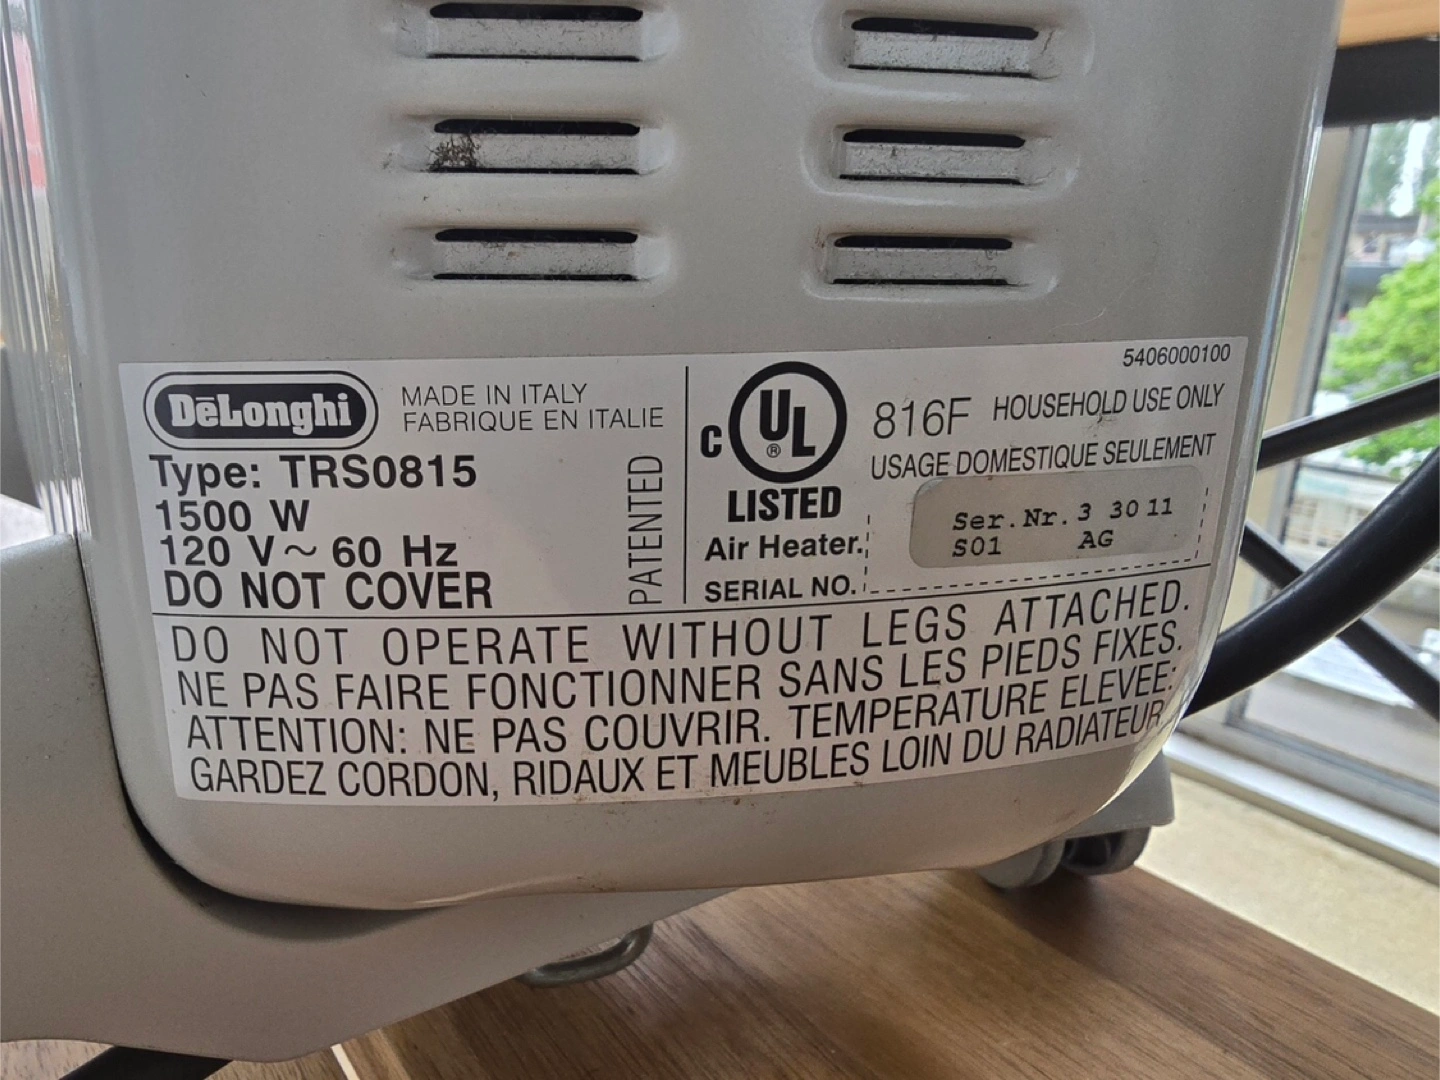 5406000100
DēLonghi
MADE IN ITALY
FABRIQUE EN ITALIE
Type: TRS0815
1500 W
120 V ~ 60 Hz
DO NOT COVER
PATENTED
C UL ® LISTED
816F HOUSEHOLD USE ONLY
USAGE DOMESTIQUE SEULEMENT
Air Heater.
SERIAL NO.
Ser.Nr. 3 30 11
S01 AG
DO NOT OPERATE WITHOUT LEGS ATTACHED.
NE PAS FAIRE FONCTIONNER SANS LES PIEDS FIXES.
ATTENTION: NE PAS COUVRIR. TEMPERATURE ELEVEE:
GARDEZ CORDON, RIDAUX ET MEUBLES LOIN DU RADIATEUR